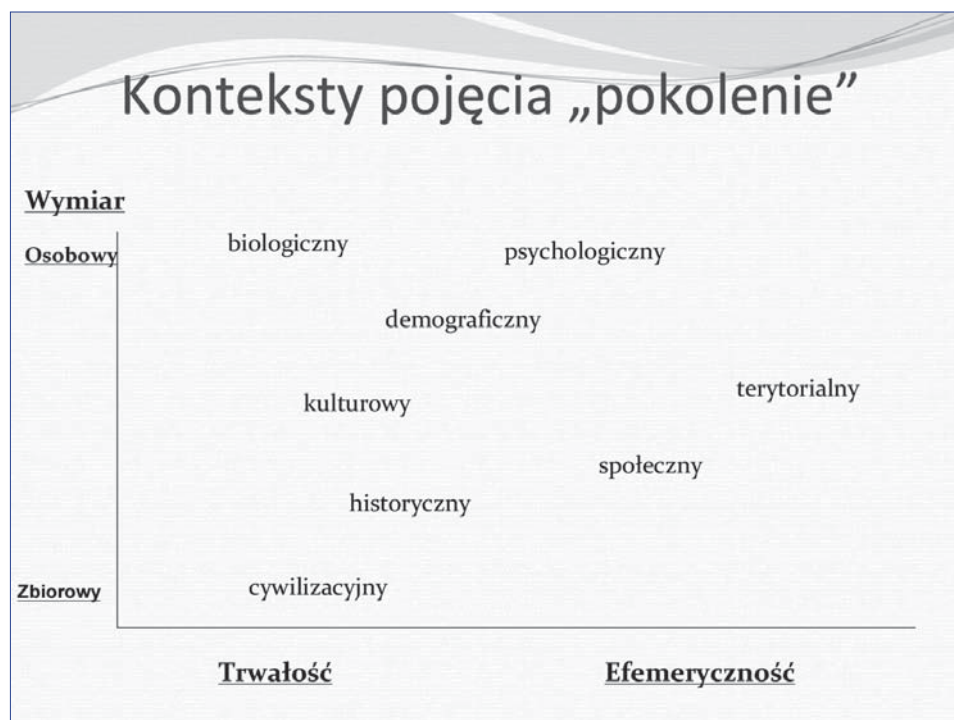 Konteksty pojęcia „pokolenie”
Wymiar
Osobowy
biologiczny
psychologiczny
demograficzny
terytorialny
kulturowy
społeczny
historyczny
cywilizacyjny
Zbiorowy
Trwałość
Efemeryczność